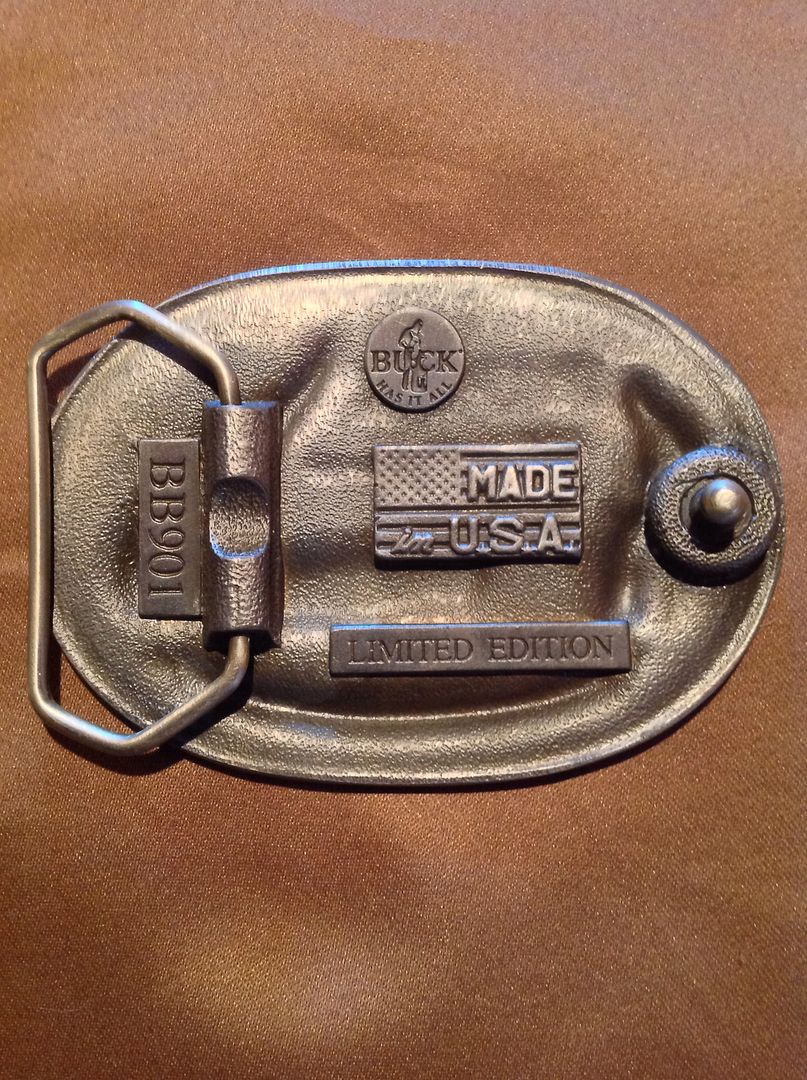 BUCK
HAS IT ALL
MADE
in U.S.A.
BB901
LIMITED EDITION